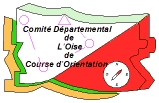 Comité Départemental
de
L'Oise
de
Course d'Orientation